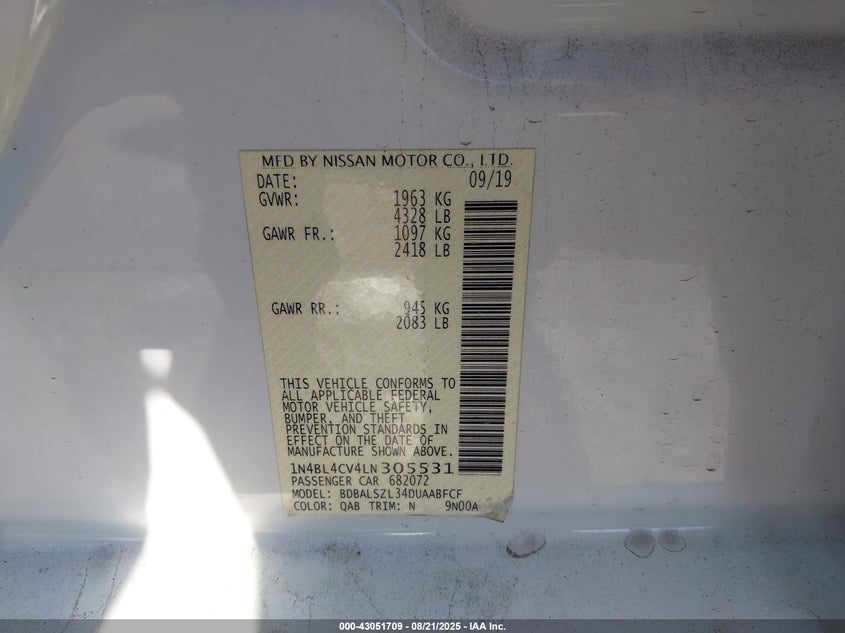 MFD BY NISSAN MOTOR CO., LTD.
DATE: 09/19
GVWR: 1963 KG
4328 LB
GAWR FR.: 1097 KG
2418 LB
GAWR RR.: 945 KG
2083 LB
THIS VEHICLE CONFORMS TO
ALL APPLICABLE FEDERAL
MOTOR VEHICLE SAFETY,
BUMPER, AND THEFT
PREVENTION STANDARDS IN
EFFECT ON THE DATE OF
MANUFACTURE SHOWN ABOVE.
1N4BL4CV4LN305531
PASSENGER CAR 682072
MODEL: BDBALSZL34DUAABFCF
COLOR: QAB TRIM: N 9N00A
000-43051709 - 08/21/2025 - IAA Inc.